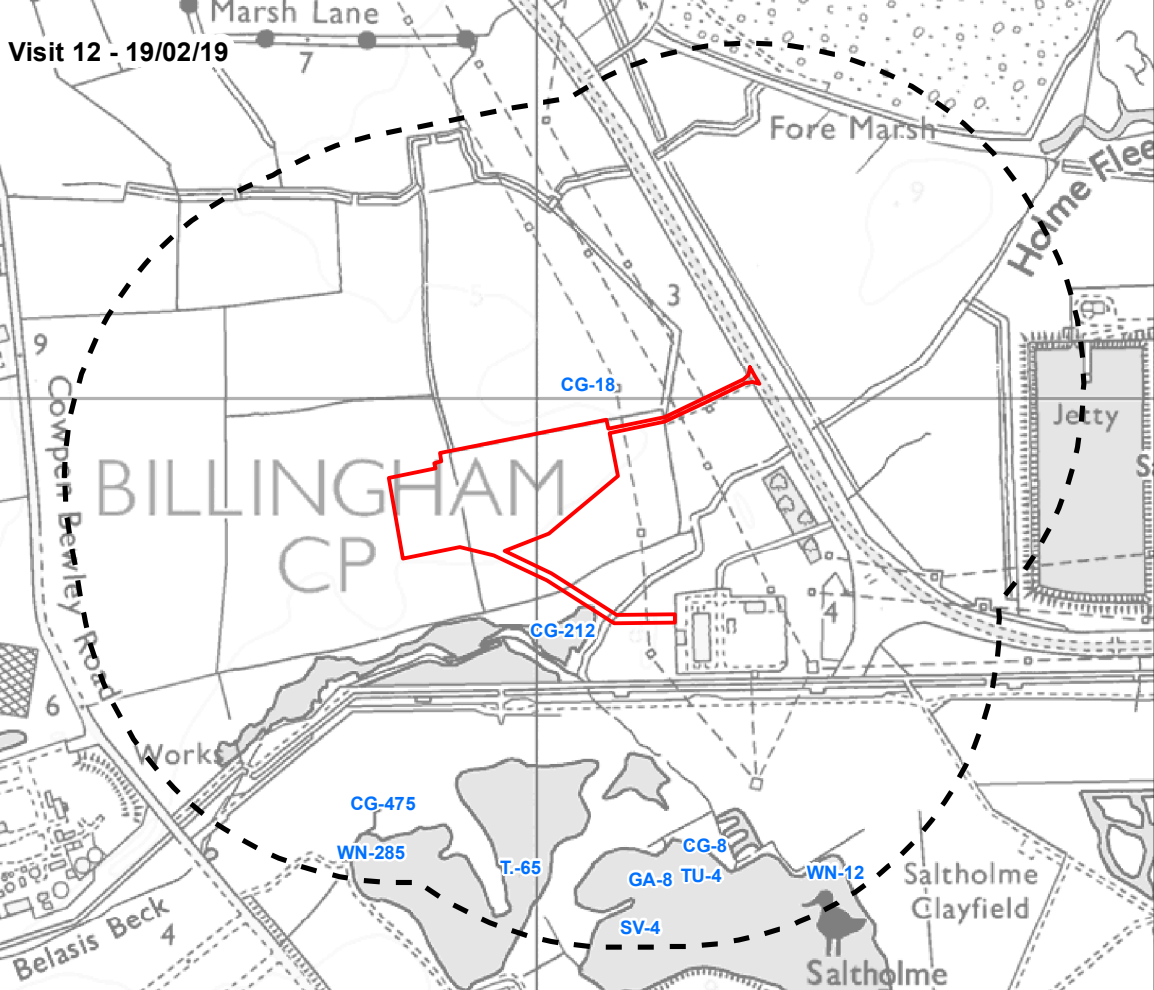 Marsh Lane
Visit 12 - 19/02/19
7
Fore Marsh
9
Holme Flee
5
3
9
CG-18
Jetty
Cowpen Bewley Road
BILLINGHAM
CP
S
4
CG-212
6
Works
CG-475
CG-8
WN-285
T.-65
GA-8
TU-4
WN-12
Saltholme
Clayfield
SV-4
Belasis Beck
4
Saltholme